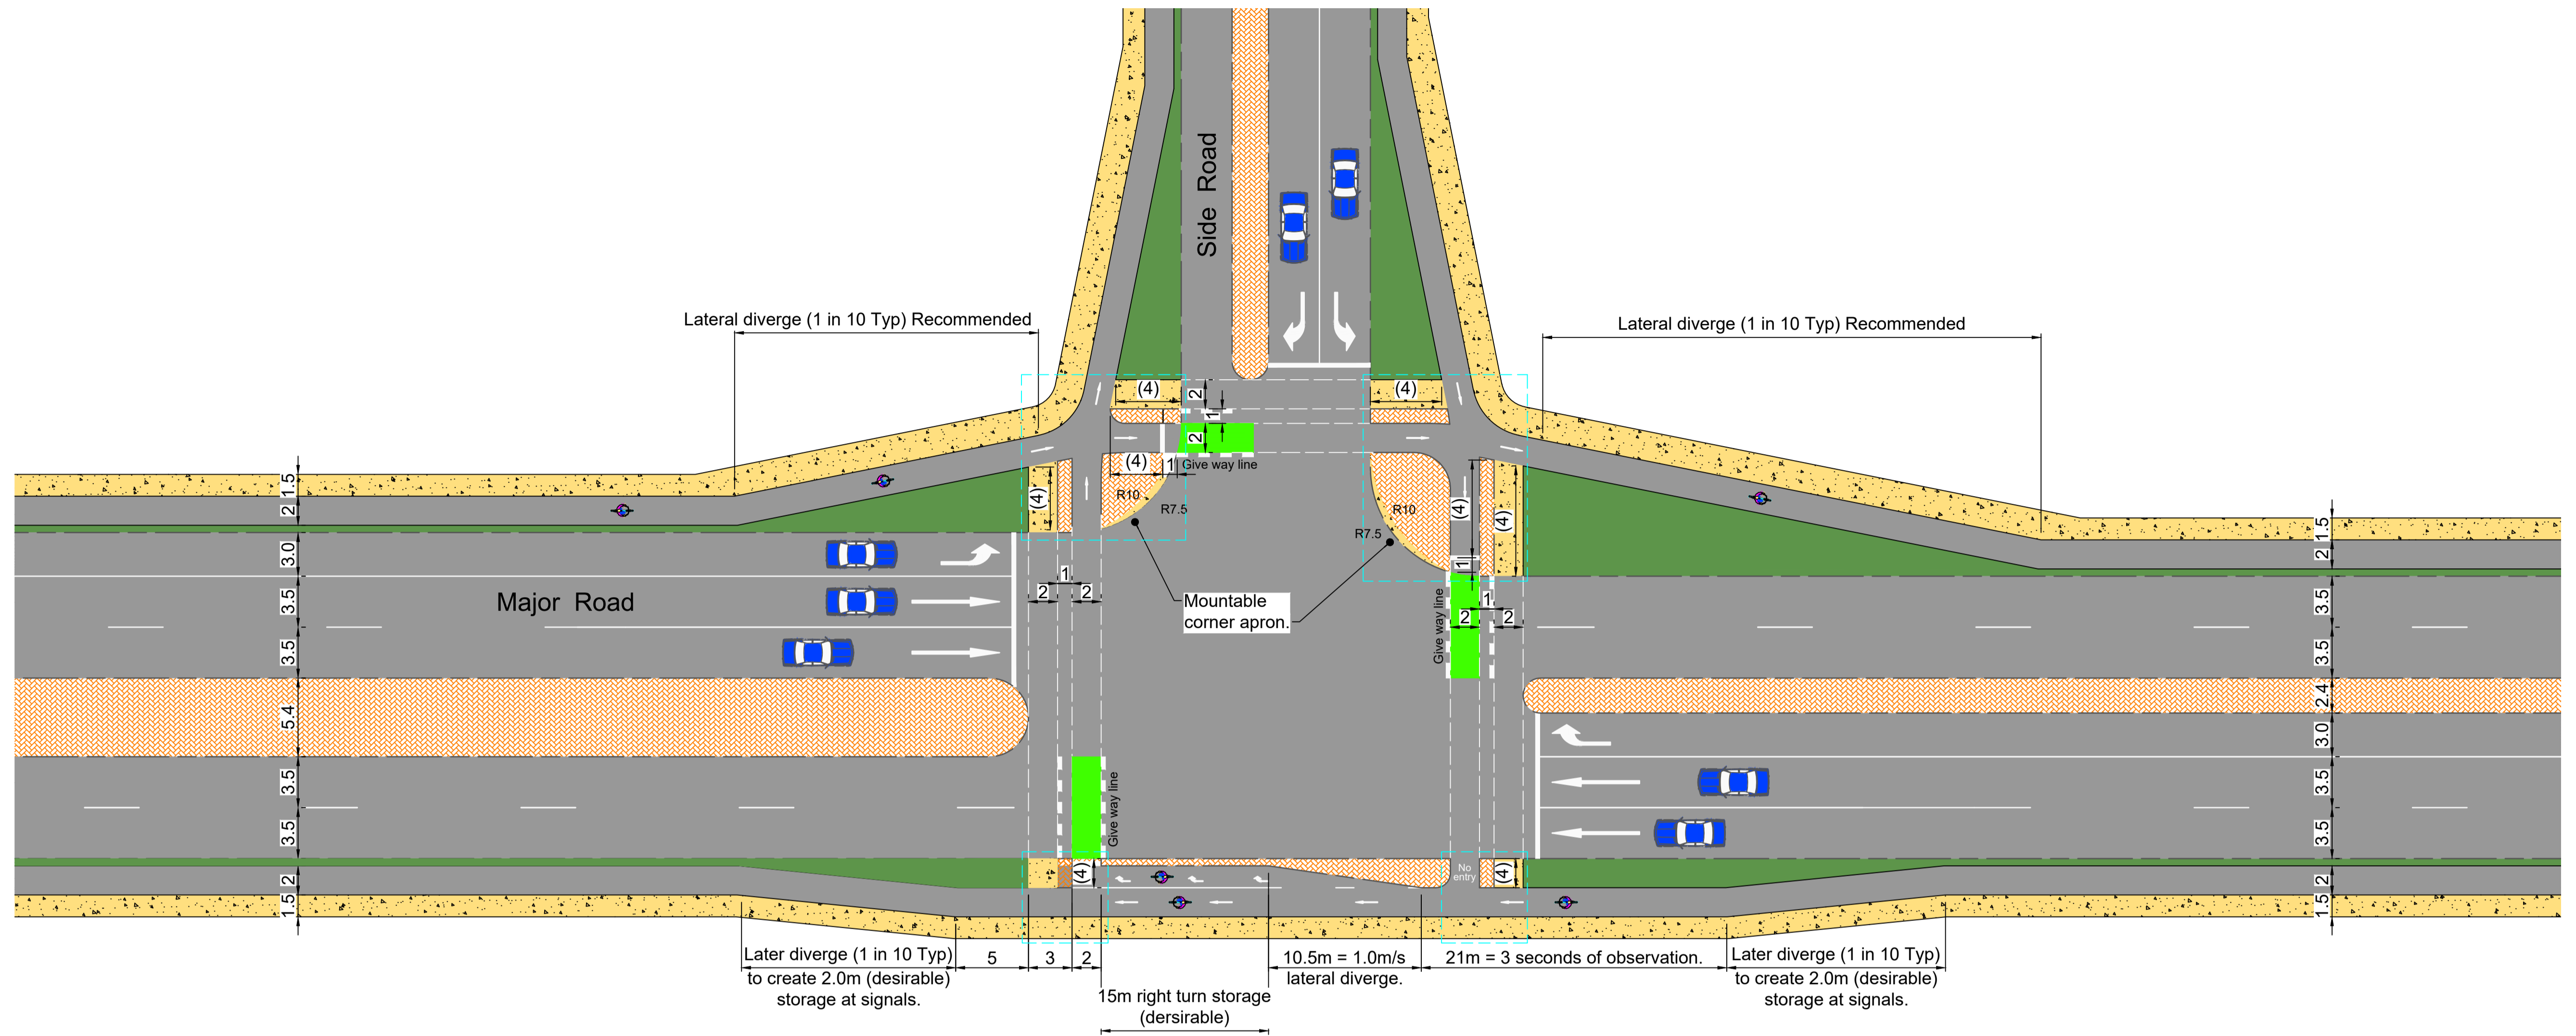 Side Road
Lateral diverge (1 in 10 Typ) Recommended
Lateral diverge (1 in 10 Typ) Recommended
(4)
2
(4)
1
2
(4)
1
Give way line
R10
R7.5
(4)
R10
R7.5
(4)
(4)
1
1.5
2
3.0
3.5
3.5
5.4
3.5
3.5
2
1.5
Major Road
1
2
2
Mountable
corner apron.
Give way line
1
2
2
1.5
2
3.5
3.5
2.4
3.0
3.5
3.5
2
1.5
Give way line
(4)
No
entry
(4)
Later diverge (1 in 10 Typ)
to create 2.0m (desirable)
storage at signals.
5
3
2
15m right turn storage
(dersirable)
10.5m = 1.0m/s
lateral diverge.
21m = 3 seconds of observation.
Later diverge (1 in 10 Typ)
to create 2.0m (desirable)
storage at signals.